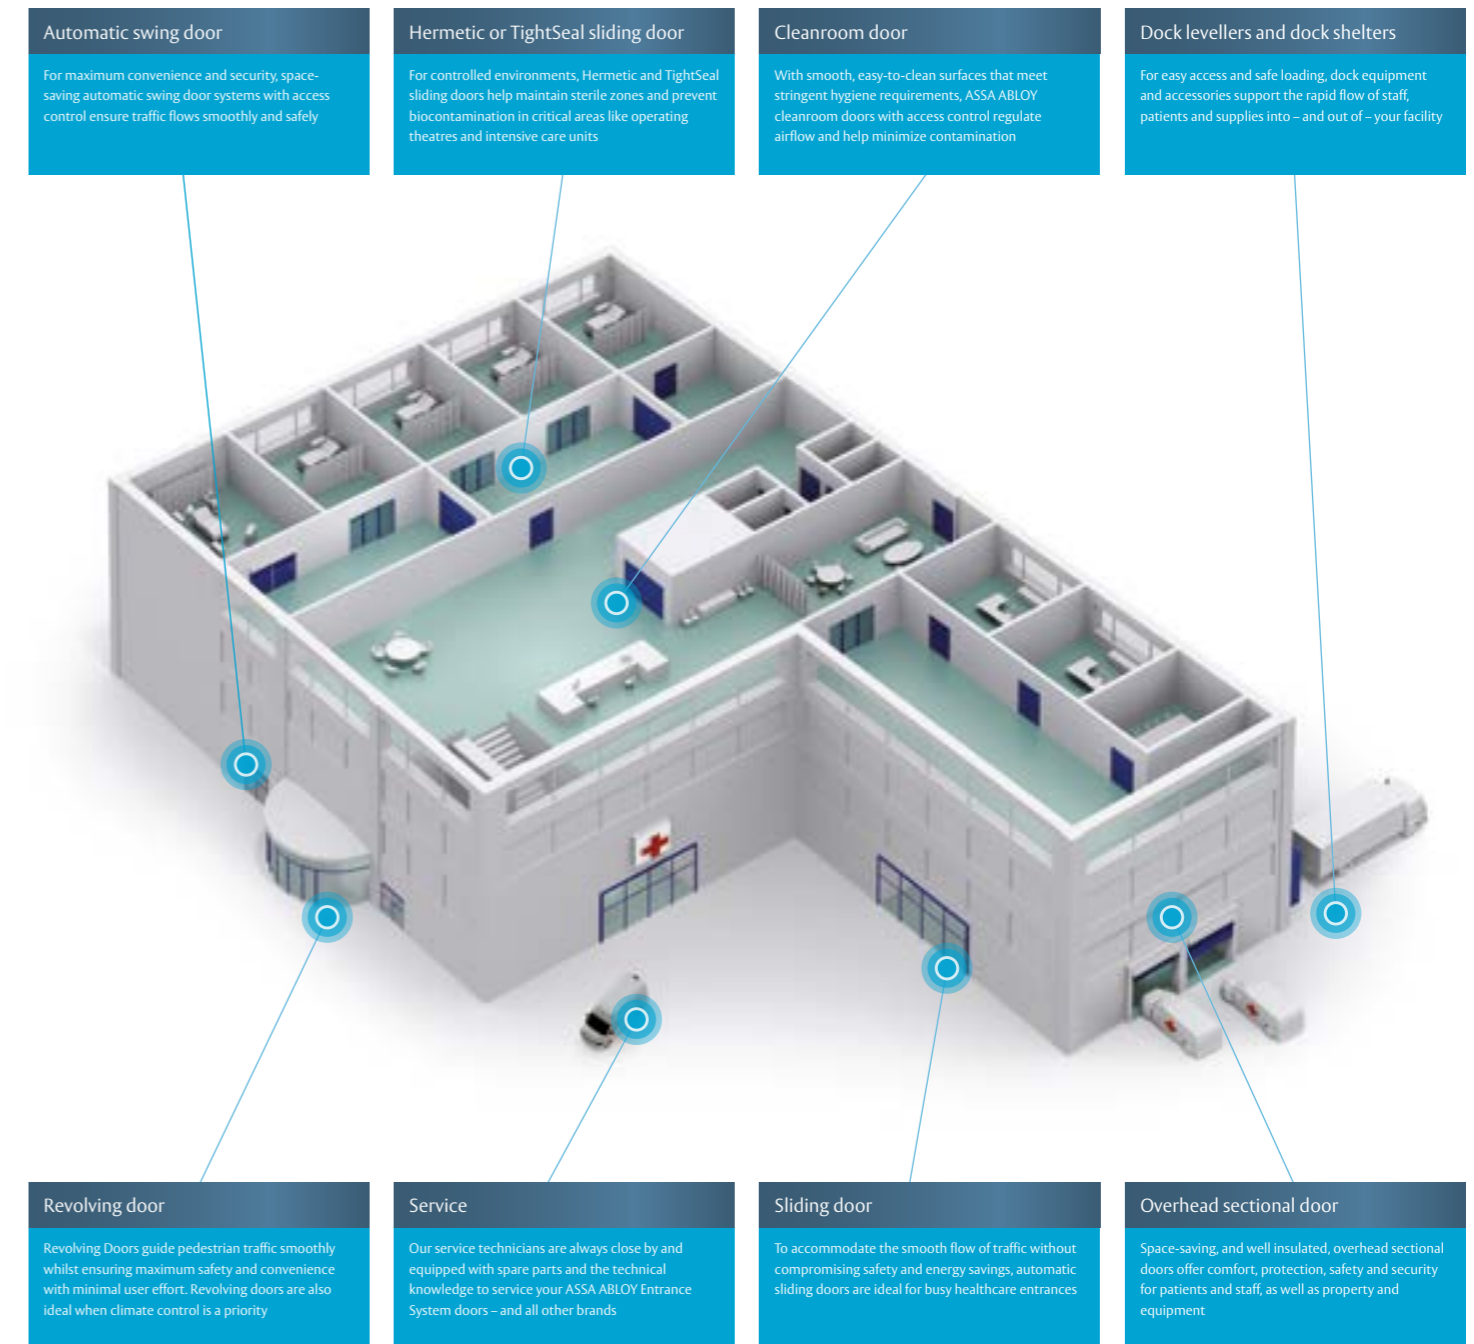 Automatic swing door
For maximum convenience and security, space-
saving automatic swing door systems with access
control ensure traffic flows smoothly and safely
Hermetic or TightSeal sliding door
For controlled environments, Hermetic and TightSeal
sliding doors help maintain sterile zones and prevent
biocontamination in critical areas like operating
theatres and intensive care units
Cleanroom door
With smooth, easy-to-clean surfaces that meet
stringent hygiene requirements, ASSA ABLOY
cleanroom doors with access control regulate
airflow and help minimize contamination
Dock levellers and dock shelters
For easy access and safe loading, dock equipment
and accessories support the rapid flow of staff,
patients and supplies into – and out of – your facility
Revolving door
Revolving Doors guide pedestrian traffic smoothly
whilst ensuring maximum safety and convenience
with minimal user effort. Revolving doors are also
ideal when climate control is a priority
Service
Our service technicians are always close by and
equipped with spare parts and the technical
knowledge to service your ASSA ABLOY Entrance
System doors – and all other brands
Sliding door
To accommodate the smooth flow of traffic without
compromising safety and energy savings, automatic
sliding doors are ideal for busy healthcare entrances
Overhead sectional door
Space-saving, and well insulated, overhead sectional
doors offer comfort, protection, safety and security
for patients and staff, as well as property and
equipment